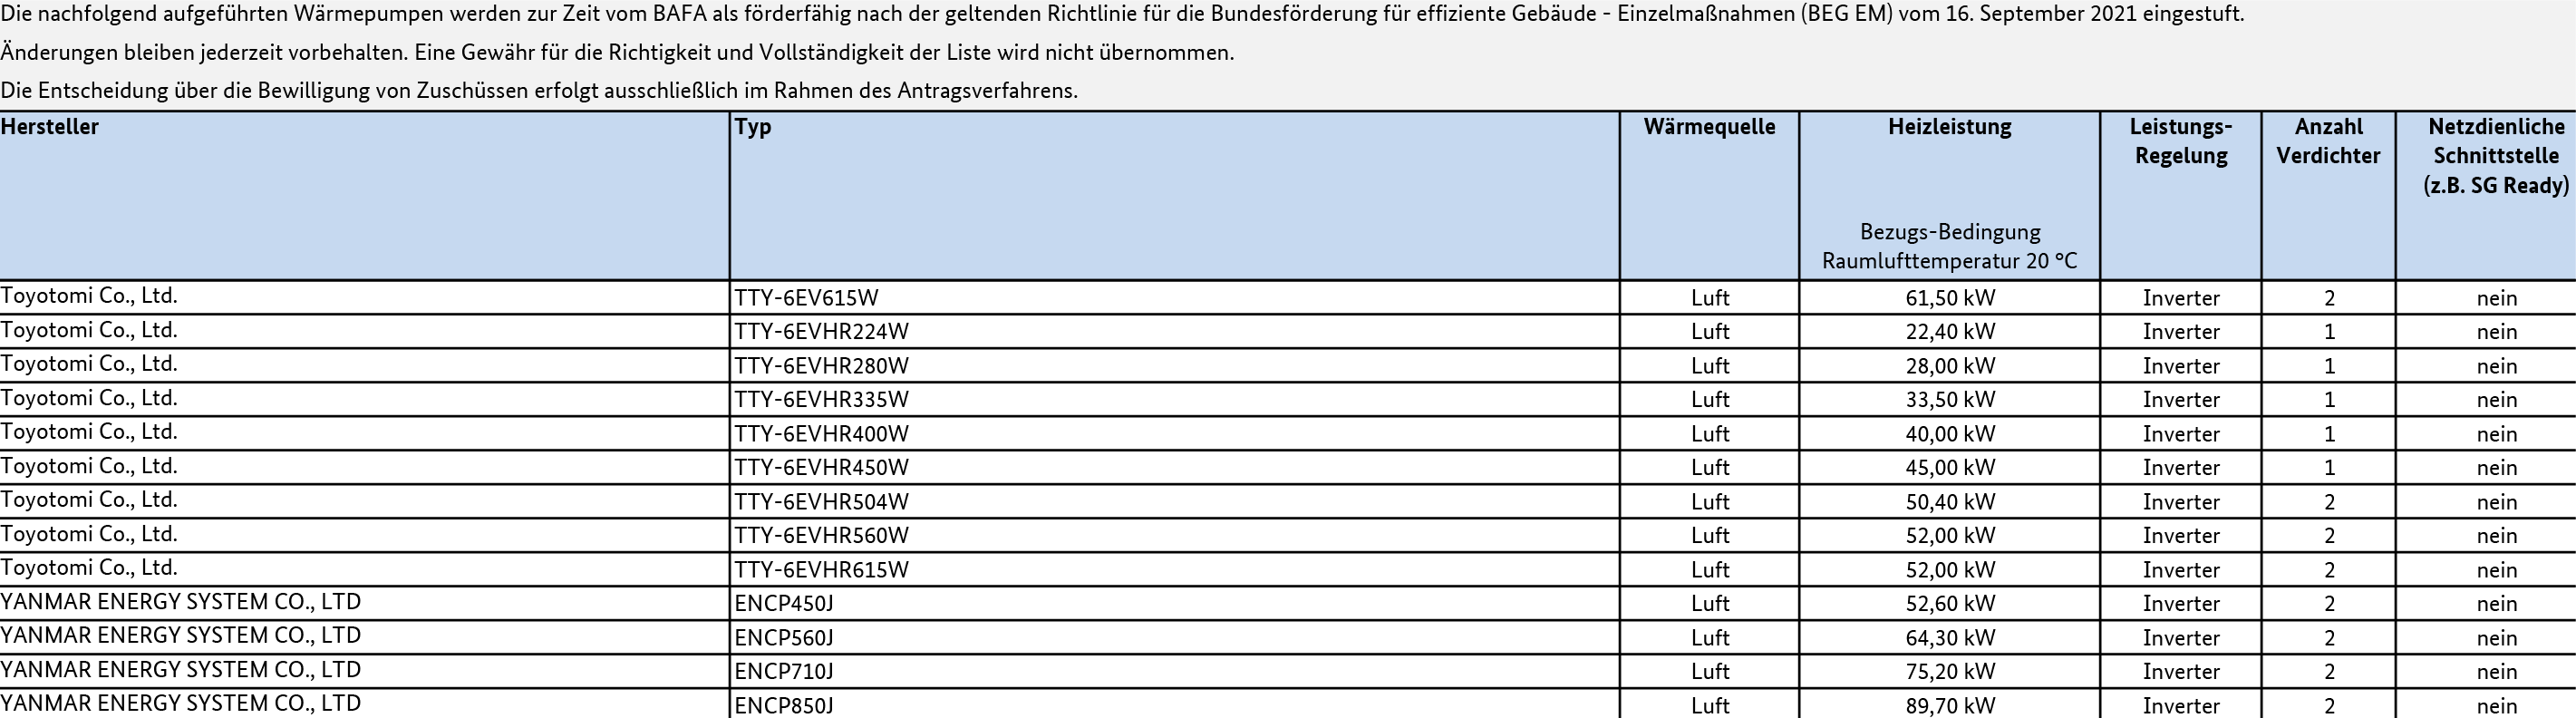 Die nachfolgend aufgeführten Wärmepumpen werden zur Zeit vom BAFA als förderfähig nach der geltenden Richtlinie für die Bundesförderung für effiziente Gebäude - Einzelmaßnahmen (BEG EM) vom 16. September 2021 eingestuft.
Änderungen bleiben jederzeit vorbehalten. Eine Gewähr für die Richtigkeit und Vollständigkeit der Liste wird nicht übernommen.
Die Entscheidung über die Bewilligung von Zuschüssen erfolgt ausschließlich im Rahmen des Antragsverfahrens.
Hersteller Typ Wärmequelle Heizleistung Leistungs- Anzahl Netzdienliche
Regelung Verdichter Schnittstelle
(z.B. SG Ready)
Bezugs-Bedingung
Raumlufttemperatur 20 °C
Toyotomi Co., Ltd. TTY-6EV615W Luft 61,50 kW Inverter 2 nein
Toyotomi Co., Ltd. TTY-6EVHR224W Luft 22,40 kW Inverter 1 nein
Toyotomi Co., Ltd. TTY-6EVHR280W Luft 28,00 kW Inverter 1 nein
Toyotomi Co., Ltd. TTY-6EVHR335W Luft 33,50 kW Inverter 1 nein
Toyotomi Co., Ltd. TTY-6EVHR400W Luft 40,00 kW Inverter 1 nein
Toyotomi Co., Ltd. TTY-6EVHR450W Luft 45,00 kW Inverter 1 nein
Toyotomi Co., Ltd. TTY-6EVHR504W Luft 50,40 kW Inverter 2 nein
Toyotomi Co., Ltd. TTY-6EVHR560W Luft 52,00 kW Inverter 2 nein
Toyotomi Co., Ltd. TTY-6EVHR615W Luft 52,00 kW Inverter 2 nein
YANMAR ENERGY SYSTEM CO., LTD ENCP450J Luft 52,60 kW Inverter 2 nein
YANMAR ENERGY SYSTEM CO., LTD ENCP560J Luft 64,30 kW Inverter 2 nein
YANMAR ENERGY SYSTEM CO., LTD ENCP710J Luft 75,20 kW Inverter 2 nein
YANMAR ENERGY SYSTEM CO., LTD ENCP850J Luft 89,70 kW Inverter 2 nein